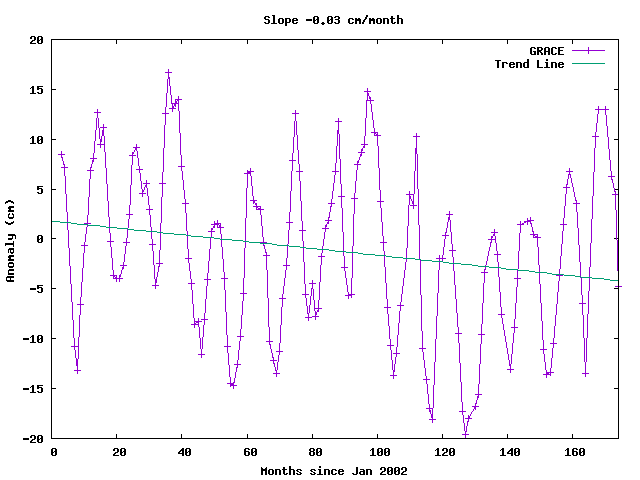 Slope -0.03 cm/month
20
GRACE
Trend Line
15
10
5
0
-5
-10
-15
-20
Anomaly (cm)
0 20 40 60 80 100 120 140 160
Months since Jan 2002